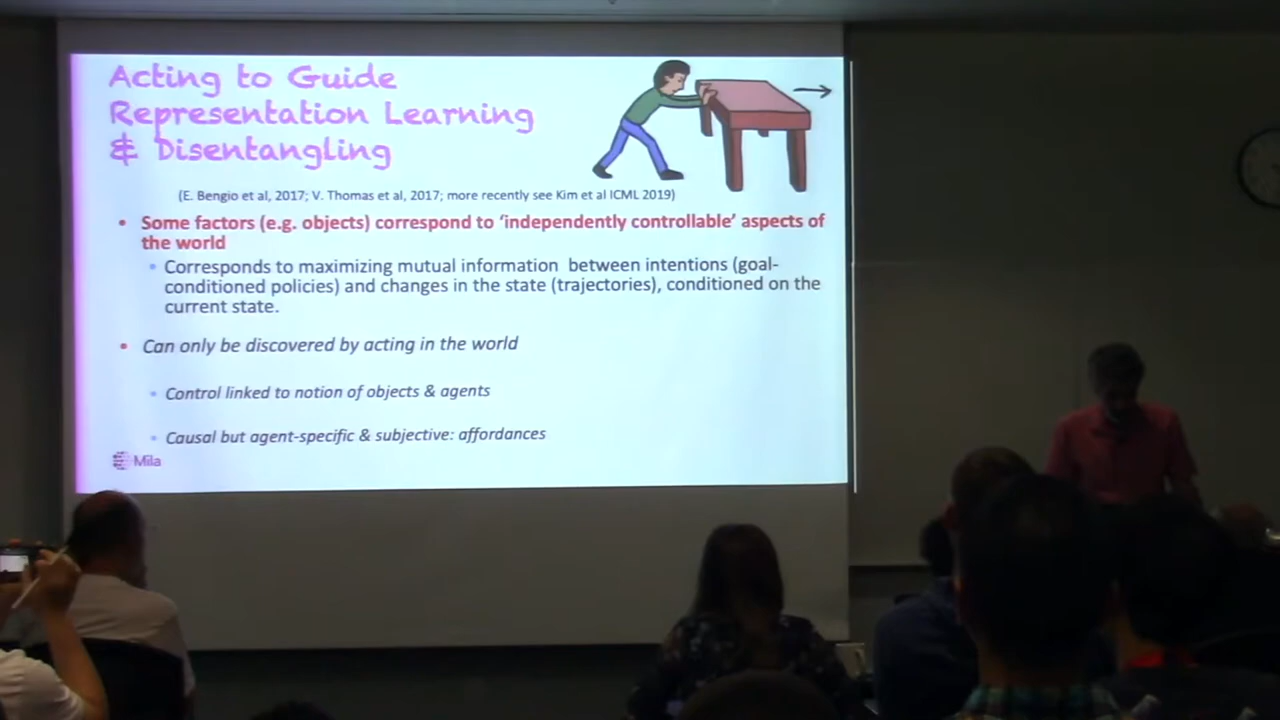 Acting to Guide
Representation Learning
& Disentangling
(E. Bengio et al, 2017; V. Thomas et al, 2017; more recently see Kim et al ICML 2019)
• Some factors (e.g. objects) correspond to ‘independently controllable’ aspects of
the world
• Corresponds to maximizing mutual information between intentions (goal-
conditioned policies) and changes in the state (trajectories), conditioned on the
current state.
• Can only be discovered by acting in the world
• Control linked to notion of objects & agents
• Causal but agent-specific & subjective: affordances
Mila